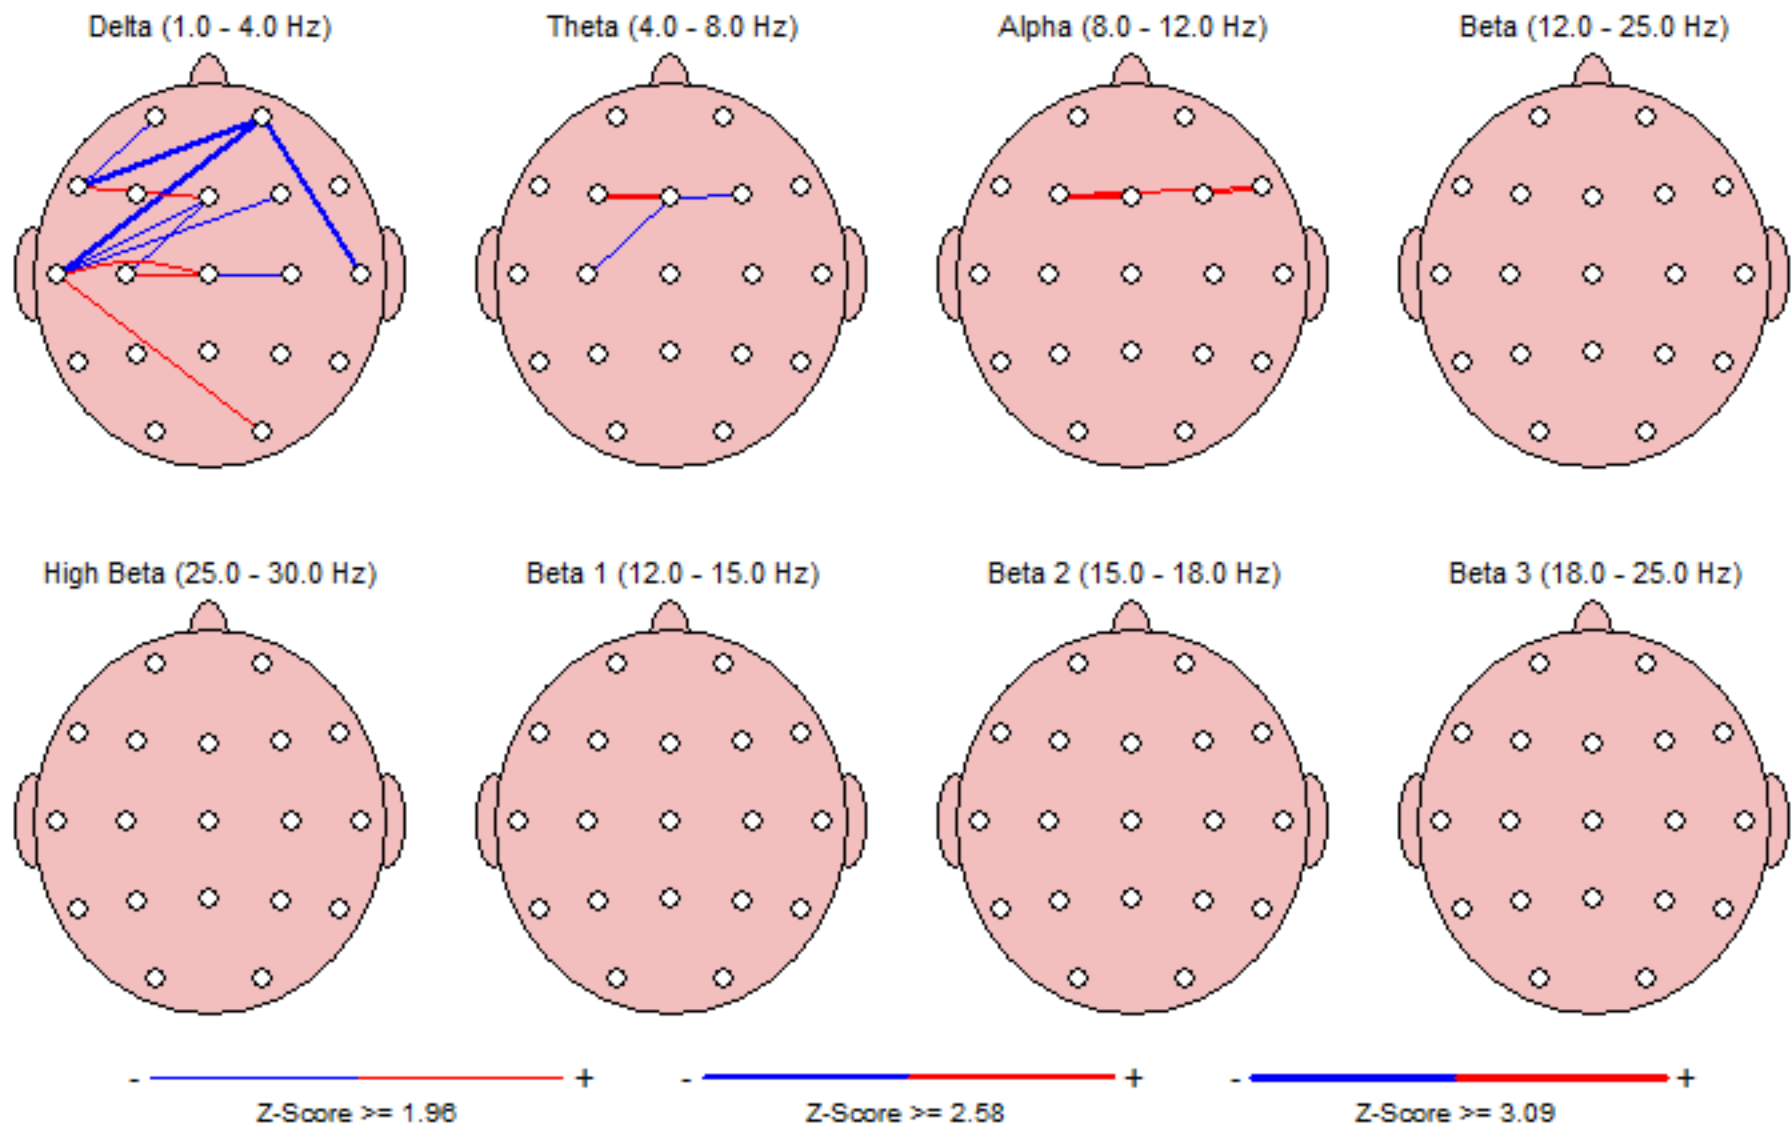 Delta (1.0 - 4.0 Hz)
Theta (4.0 - 8.0 Hz)
Alpha (8.0 - 12.0 Hz)
Beta (12.0 - 25.0 Hz)
High Beta (25.0 - 30.0 Hz)
Beta 1 (12.0 - 15.0 Hz)
Beta 2 (15.0 - 18.0 Hz)
Beta 3 (18.0 - 25.0 Hz)
- +
- +
- +
Z-Score >= 1.96
Z-Score >= 2.58
Z-Score >= 3.09